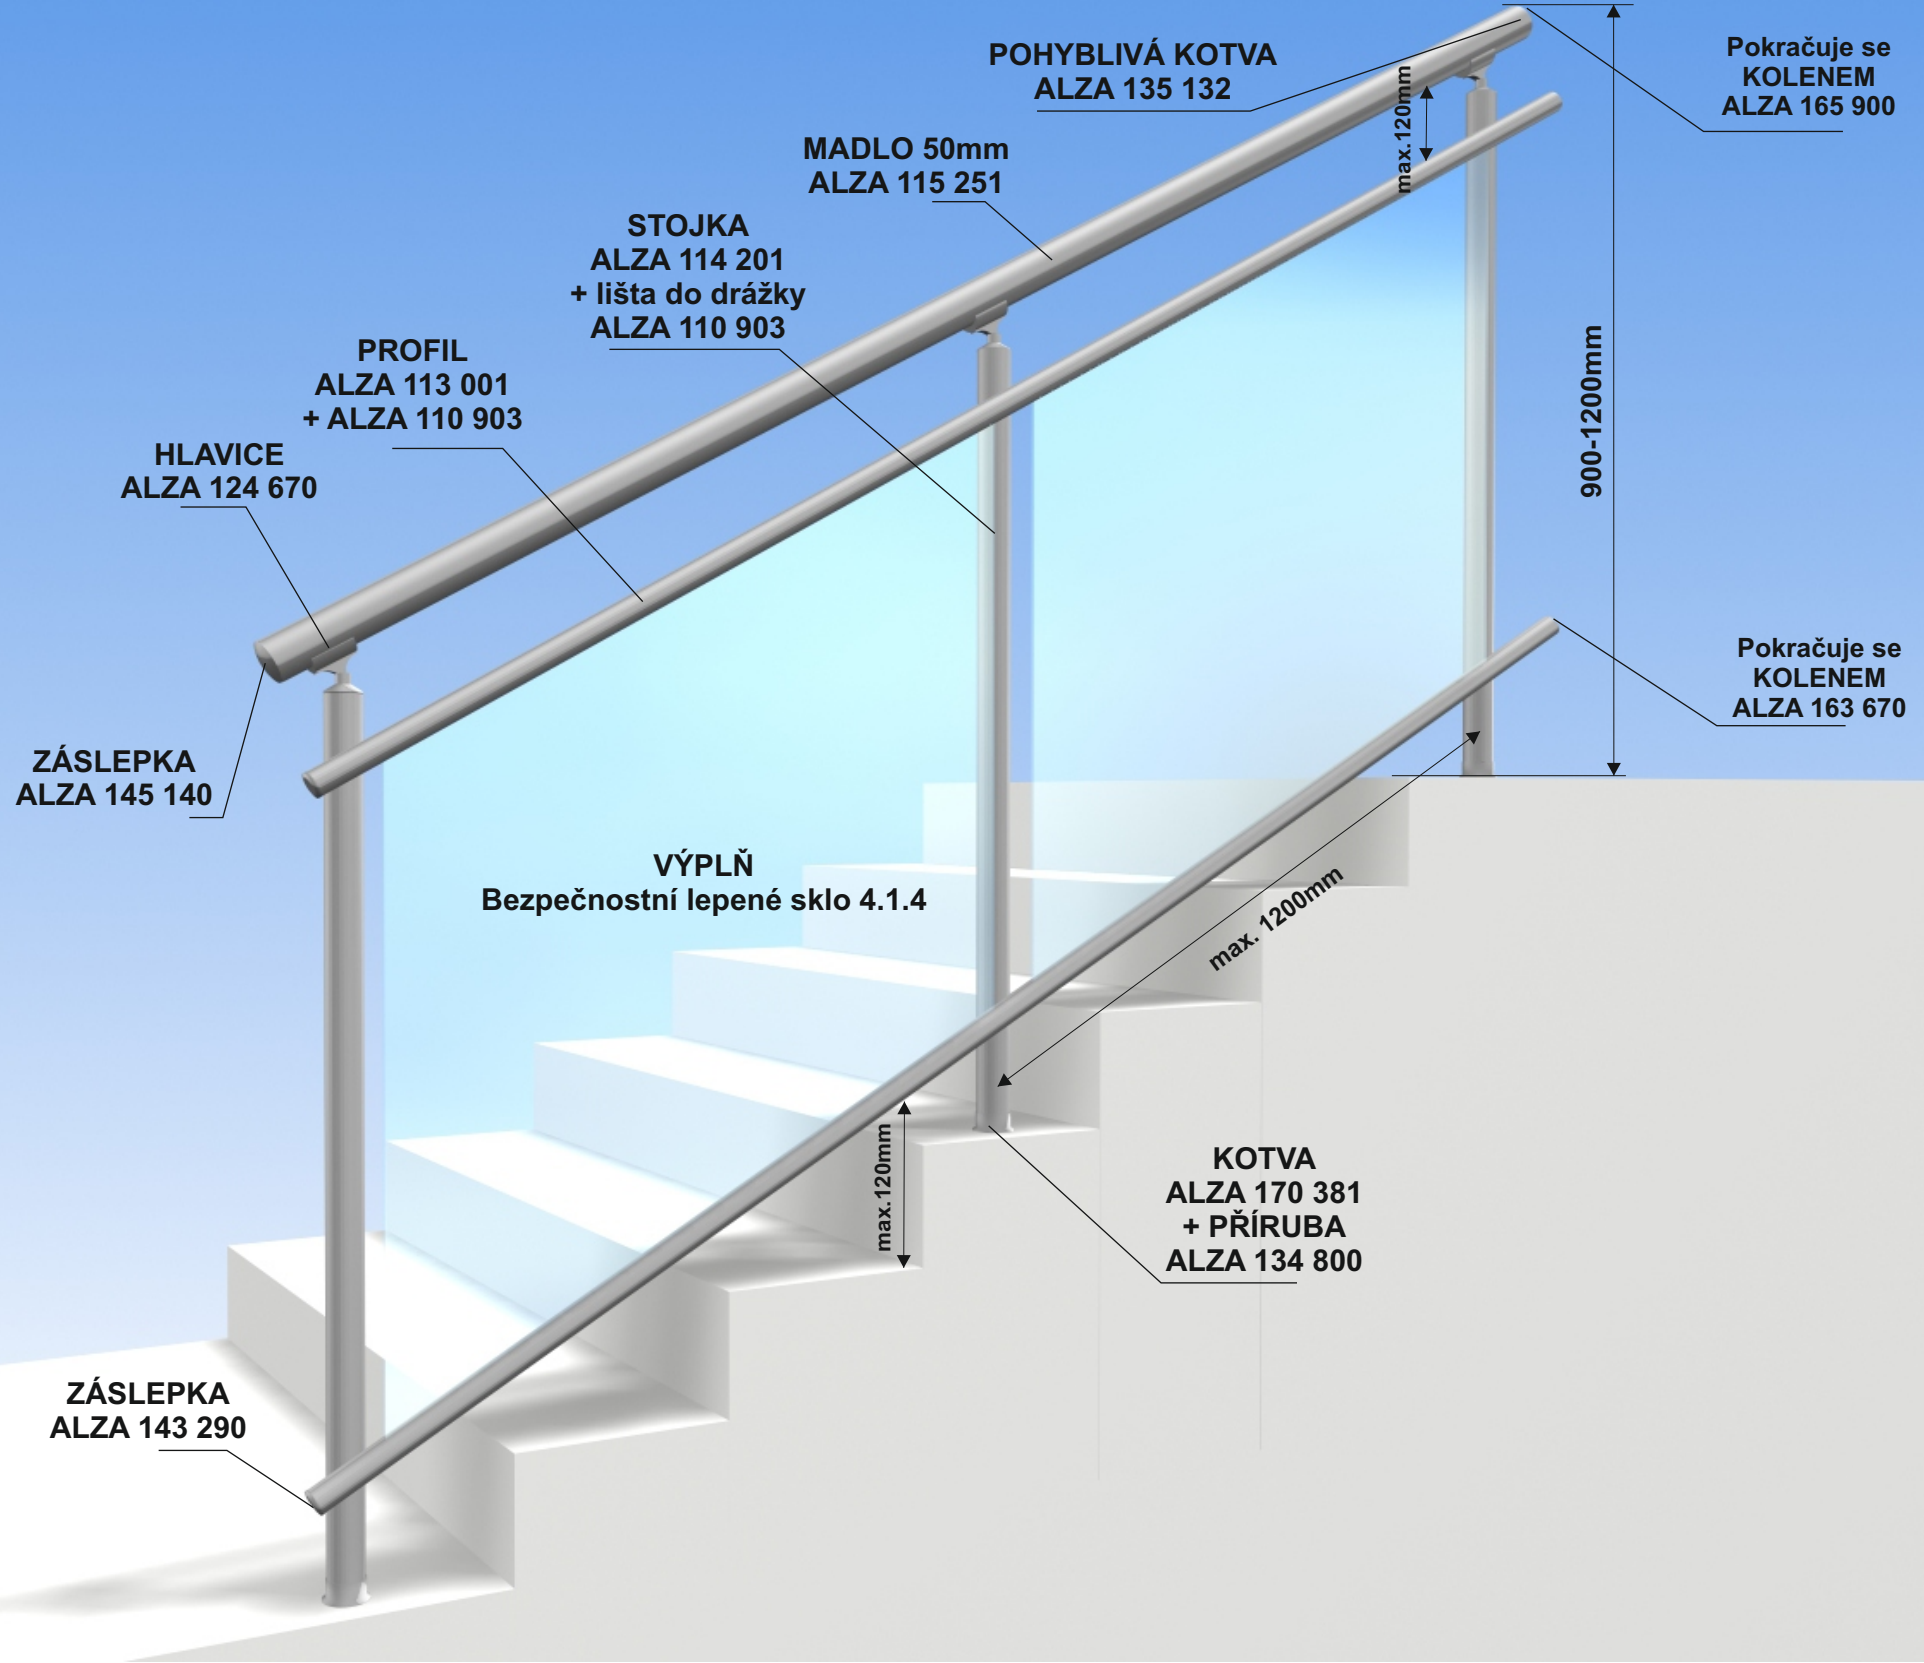 POHYBLIVÁ KOTVA
ALZA 135 132
Pokračuje se
KOLENEM
ALZA 165 900
max.120mm
MADLO 50mm
ALZA 115 251
STOJKA
ALZA 114 201
+ lišta do drážky
ALZA 110 903
PROFIL
ALZA 113 001
+ ALZA 110 903
900-1200mm
HLAVICE
ALZA 124 670
Pokračuje se
KOLENEM
ALZA 163 670
ZÁSLEPKA
ALZA 145 140
VÝPLŇ
Bezpečnostní lepené sklo 4.1.4
max. 1200mm
max.120mm
KOTVA
ALZA 170 381
+ PŘÍRUBA
ALZA 134 800
ZÁSLEPKA
ALZA 143 290